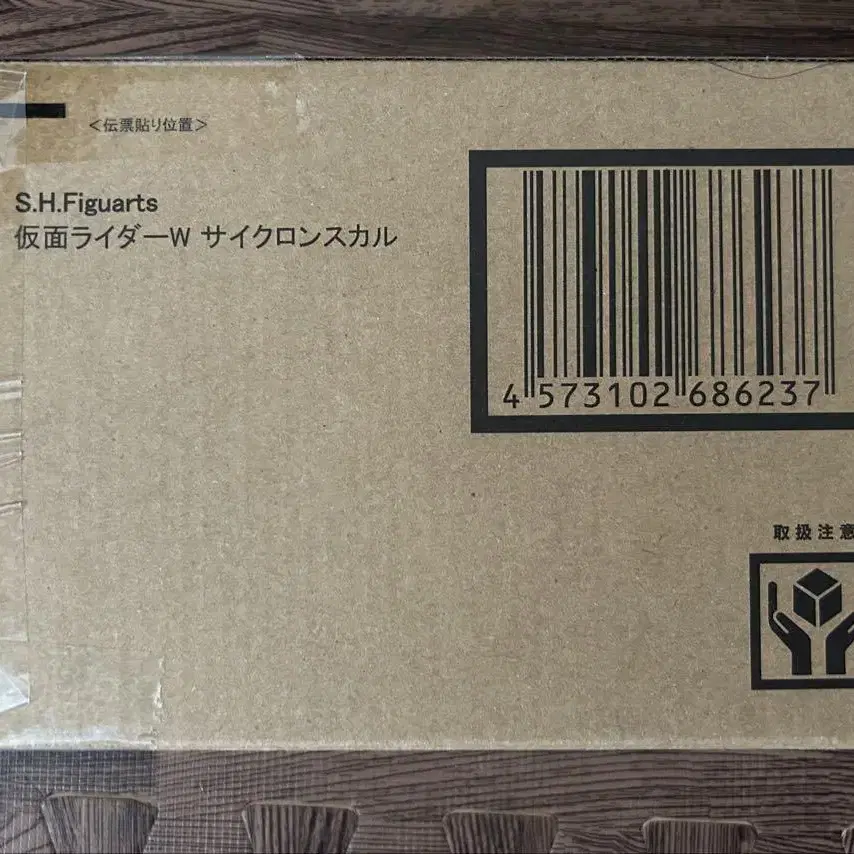 <伝票貼り位置>
S.H.Figuarts
仮面ライダーW サイクロンスカル
4 573102 686237
取扱注意